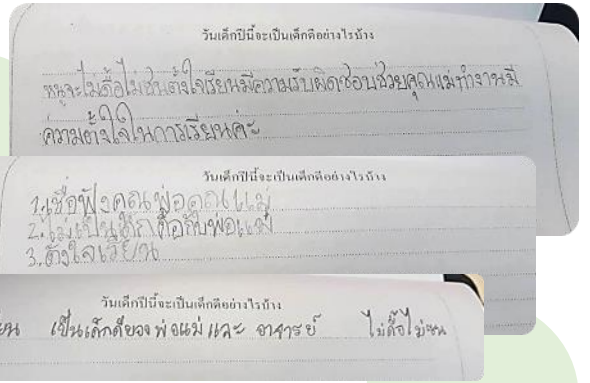 วันเด็กปีนี้จะเป็นเด็กดีอย่างไรบ้าง
หนูจะไม่ดื้อไม่ซนตั้งใจเรียนมีความรับผิดชอบช่วยคุณแม่ทำงานมี
ความตั้งใจในการเรียนค่ะ
วันเด็กปีนี้จะเป็นเด็กดีอย่างไรบ้าง
1.เชื่อฟังคุณพ่อคุณแม่
2.ไม่เป็นเด็กดื้อกับพ่อแม่
3.ตั้งใจเรียน
วันเด็กปีนี้จะเป็นเด็กดีอย่างไรบ้าง
เป็นเด็กดีของพ่อแม่และ อาจารย์ ไม่ดื้อไม่ซน